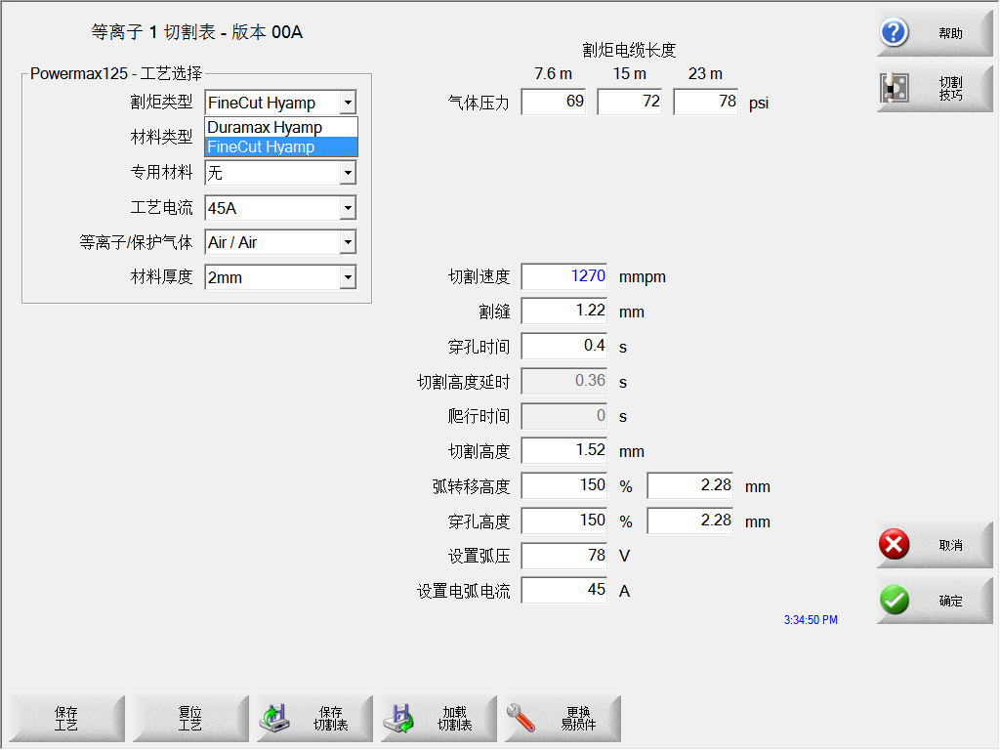 等离子 1 切割表 - 版本 00A
Powermax125 - 工艺选择
割炬类型 FineCut Hyamp
Duramax Hyamp
FineCut Hyamp
材料类型
专用材料 无
工艺电流 45A
等离子/保护气体 Air / Air
材料厚度 2mm
割炬电缆长度
7.6 m 15 m 23 m
气体压力 69 72 78 psi
切割速度 1270 mmpm
割缝 1.22 mm
穿孔时间 0.4 s
切割高度延时 0.36 s
爬行时间 0 s
切割高度 1.52 mm
弧转移高度 150 % 2.28 mm
穿孔高度 150 % 2.28 mm
设置弧压 78 V
设置电弧电流 45 A
3:34:50 PM
帮助
切割
技巧
取消
确定
保存
工艺
复位
工艺
保存
切割表
加载
切割表
更换
易损件